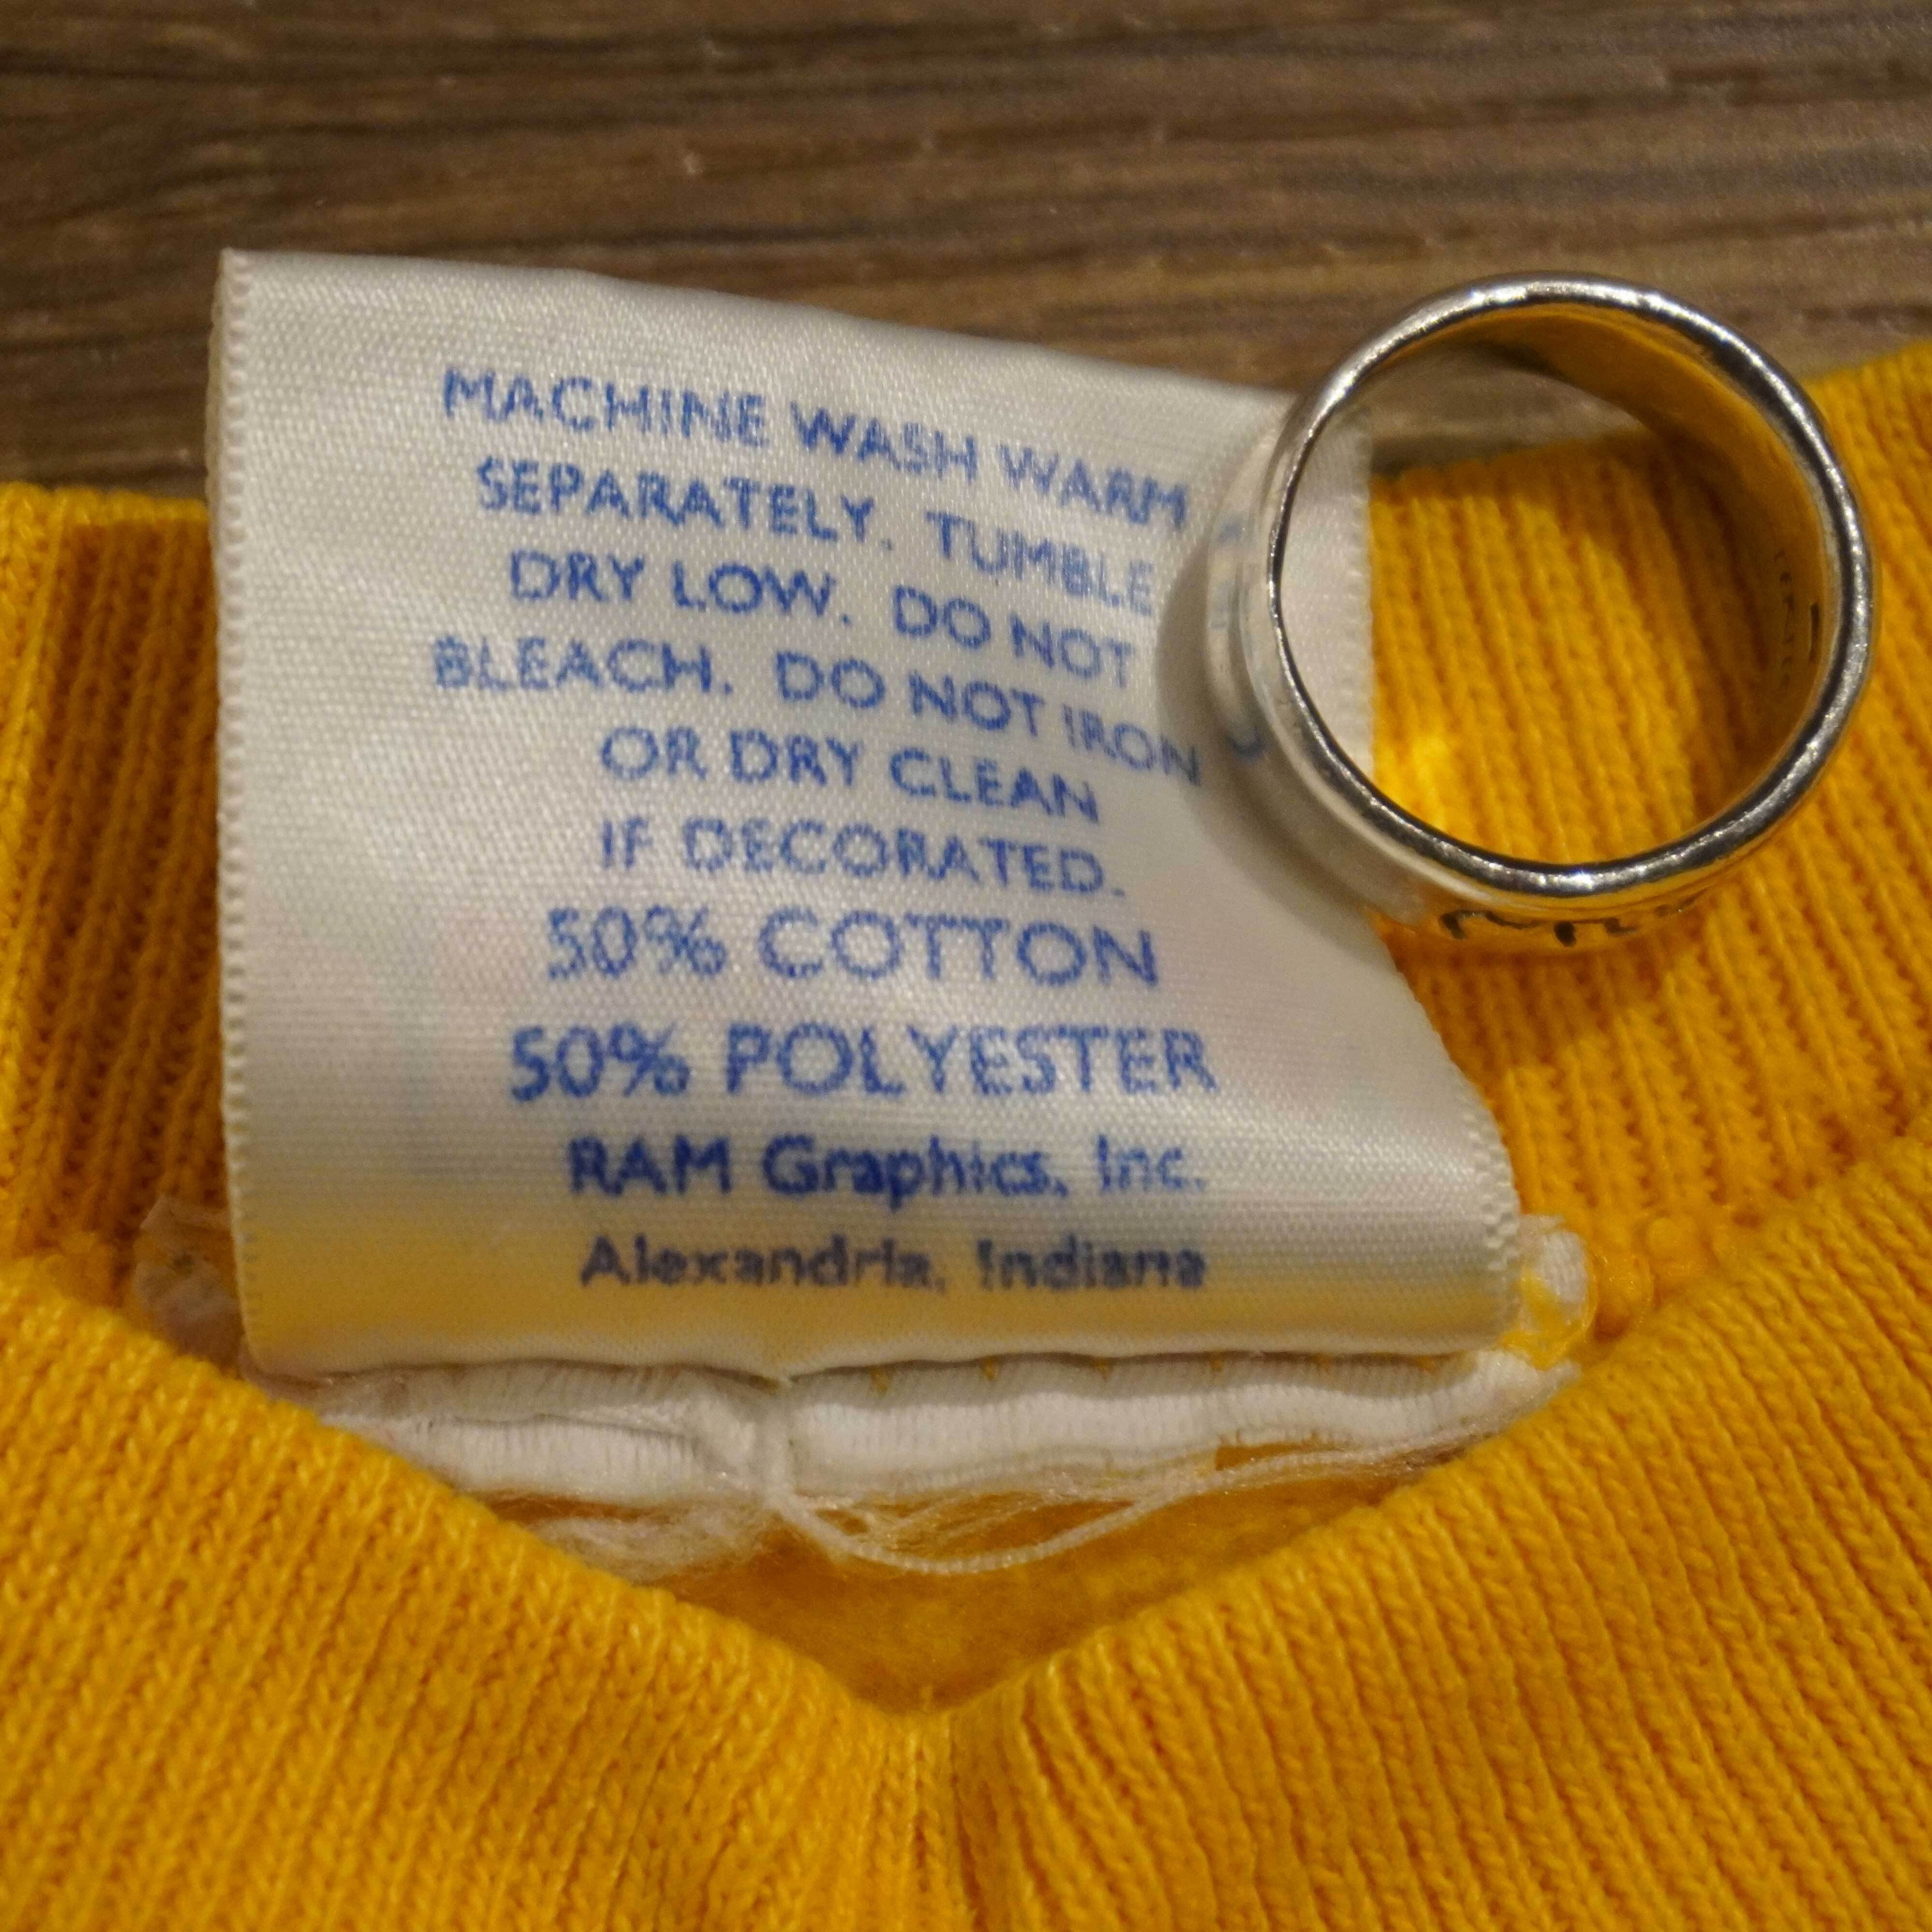 MACHINE WASH WARM
SEPARATELY. TUMBLE
DRY LOW. DO NOT
BLEACH. DO NOT IRON
OR DRY CLEAN
IF DECORATED.
50% COTTON
50% POLYESTER
RAM Graphics, Inc.
Alexandria, Indiana